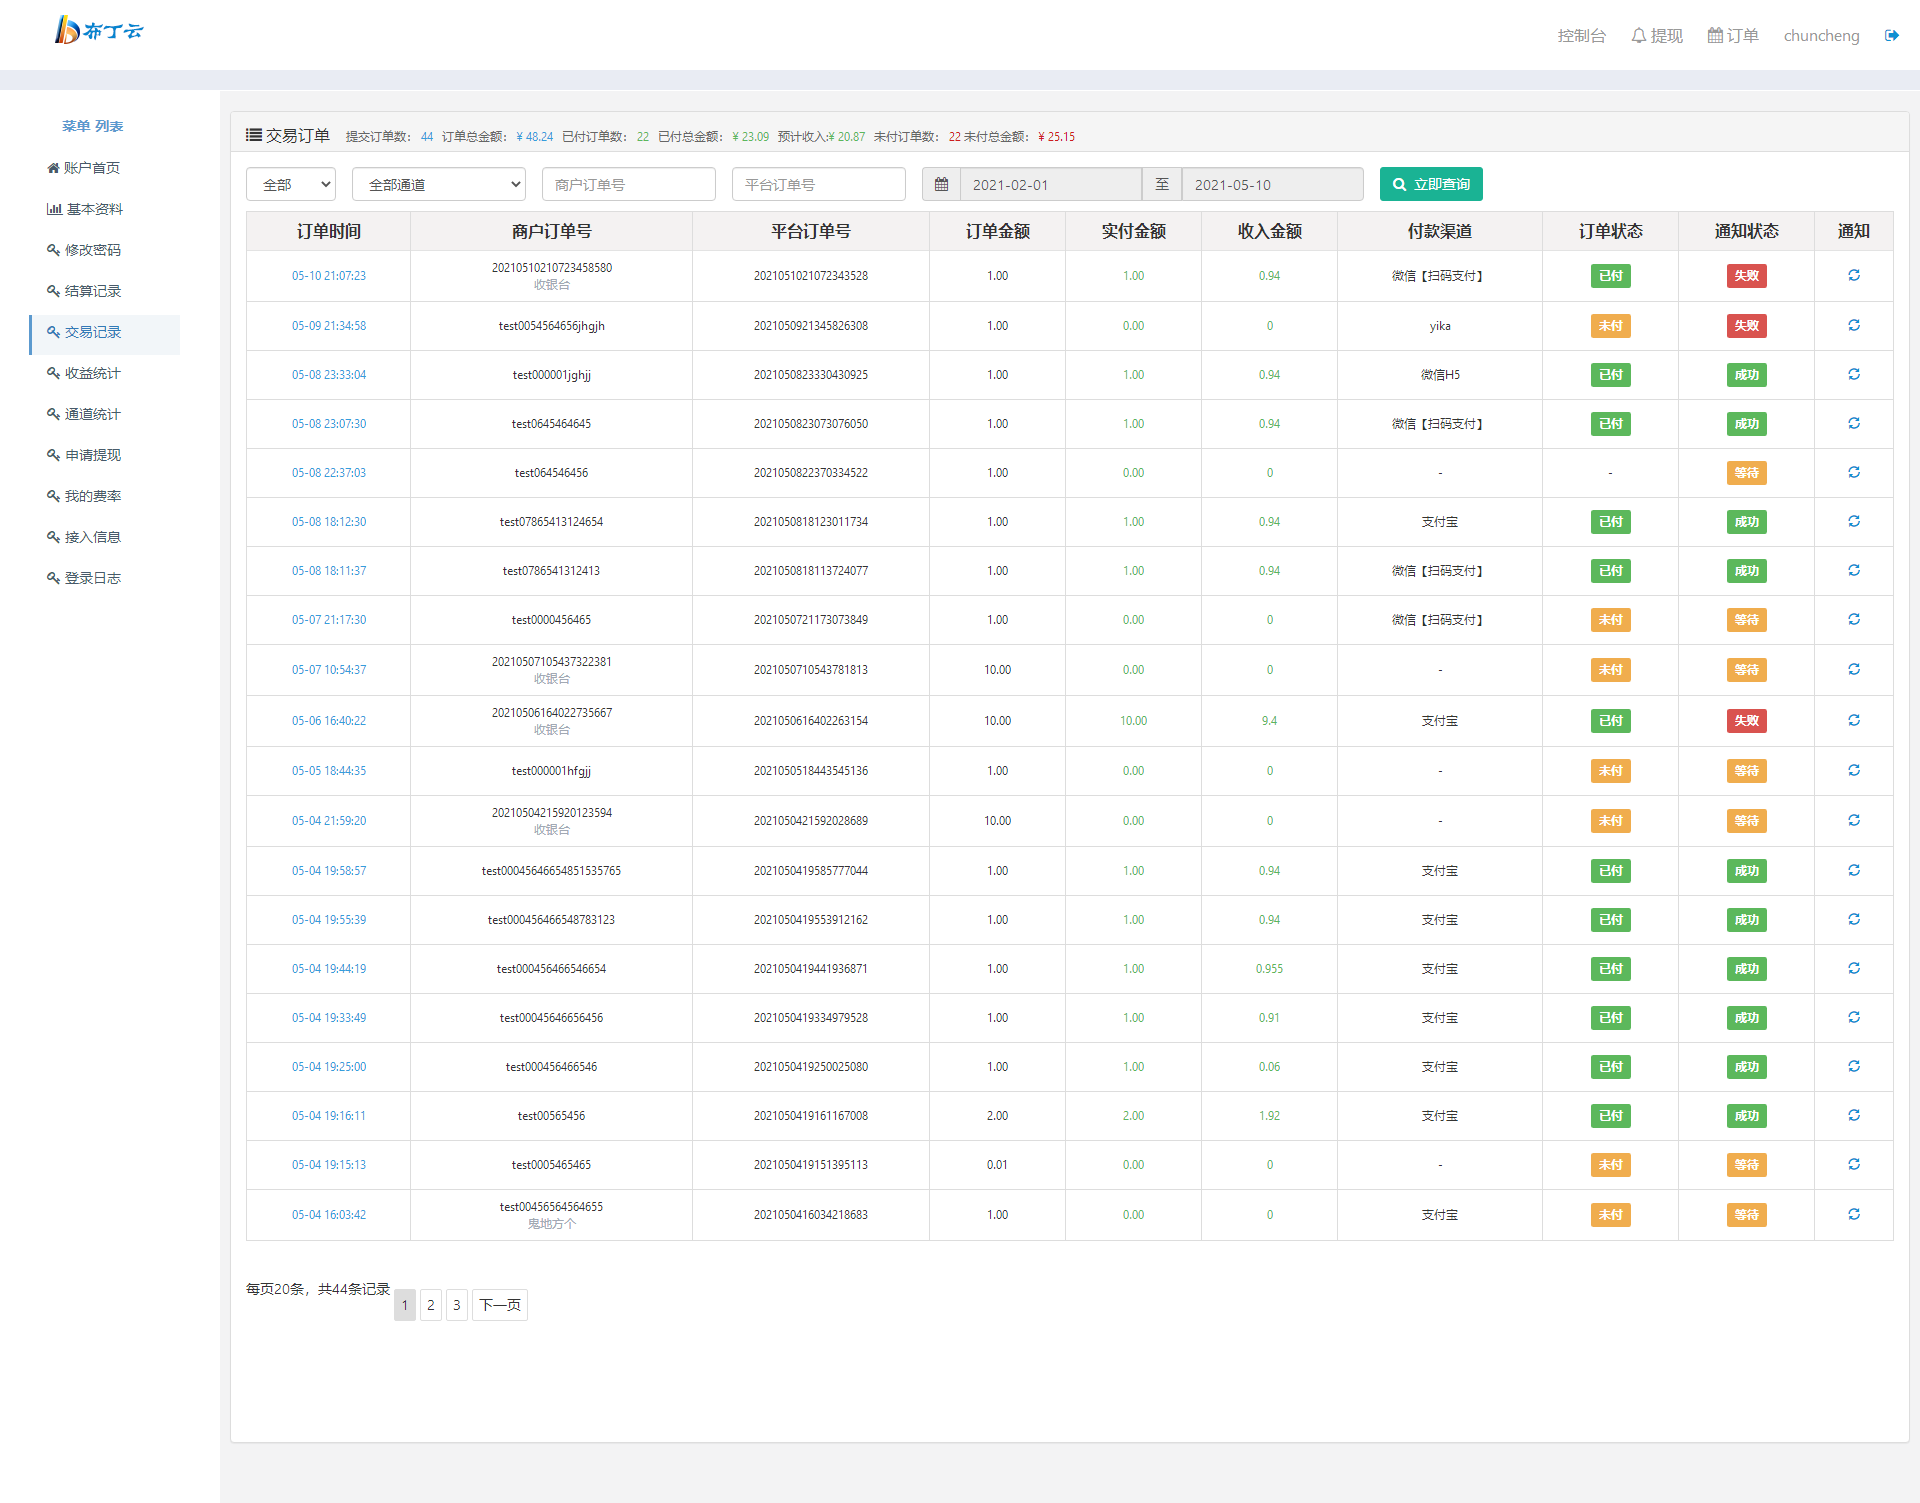 布丁云
控制台 提现 订单 chuncheng
菜单 列表
账户首页
基本资料
修改密码
结算记录
交易记录
收益统计
通道统计
申请提现
我的费率
接入信息
登录日志
交易订单 提交订单数： 44 订单总金额： ¥ 48.24 已付订单数： 22 已付总金额： ¥ 23.09 预计收入:¥ 20.87 未付订单数： 22 未付总金额： ¥ 25.15
全部 全部通道 商户订单号 平台订单号 2021-02-01 至 2021-05-10 立即查询
订单时间 商户订单号 平台订单号 订单金额 实付金额 收入金额 付款渠道 订单状态 通知状态 通知
05-10 21:07:23 20210510210723458580 2021051021072343528 1.00 1.00 0.94 微信【扫码支付】 已付 失败
收银台
05-09 21:34:58 test0054564656jhgjh 2021050921345826308 1.00 0.00 0 yika 未付 失败
05-08 23:33:04 test000001jghjj 2021050823330430925 1.00 1.00 0.94 微信H5 已付 成功
05-08 23:07:30 test0645464645 2021050823073076050 1.00 1.00 0.94 微信【扫码支付】 已付 成功
05-08 22:37:03 test064546456 2021050822370334522 1.00 0.00 0 - - 等待
05-08 18:12:30 test07865413124654 2021050818123011734 1.00 1.00 0.94 支付宝 已付 成功
05-08 18:11:37 test0786541312413 2021050818113724077 1.00 1.00 0.94 微信【扫码支付】 已付 成功
05-07 21:17:30 test0000456465 2021050721173073849 1.00 0.00 0 微信【扫码支付】 未付 等待
05-07 10:54:37 20210507105437322381 2021050710543781813 10.00 0.00 0 - 未付 等待
收银台
05-06 16:40:22 20210506164022735667 2021050616402263154 10.00 10.00 9.4 支付宝 已付 失败
收银台
05-05 18:44:35 test000001hfgjj 2021050518443545136 1.00 0.00 0 - 未付 等待
05-04 21:59:20 20210504215920123594 2021050421592028689 10.00 0.00 0 - 未付 等待
收银台
05-04 19:58:57 test00045646654851535765 2021050419585777044 1.00 1.00 0.94 支付宝 已付 成功
05-04 19:55:39 test000456466548783123 2021050419553912162 1.00 1.00 0.94 支付宝 已付 成功
05-04 19:44:19 test000456466546654 2021050419441936871 1.00 1.00 0.955 支付宝 已付 成功
05-04 19:33:49 test00045646656456 2021050419334979528 1.00 1.00 0.91 支付宝 已付 成功
05-04 19:25:00 test000456466546 2021050419250025080 1.00 1.00 0.06 支付宝 已付 成功
05-04 19:16:11 test00565456 2021050419161167008 2.00 2.00 1.92 支付宝 已付 成功
05-04 19:15:13 test0005465465 2021050419151395113 0.01 0.00 0 - 未付 等待
05-04 16:03:42 test00456564564655 2021050416034218683 1.00 0.00 0 支付宝 未付 等待
鬼地方个
每页20条，共44条记录 1 2 3 下一页